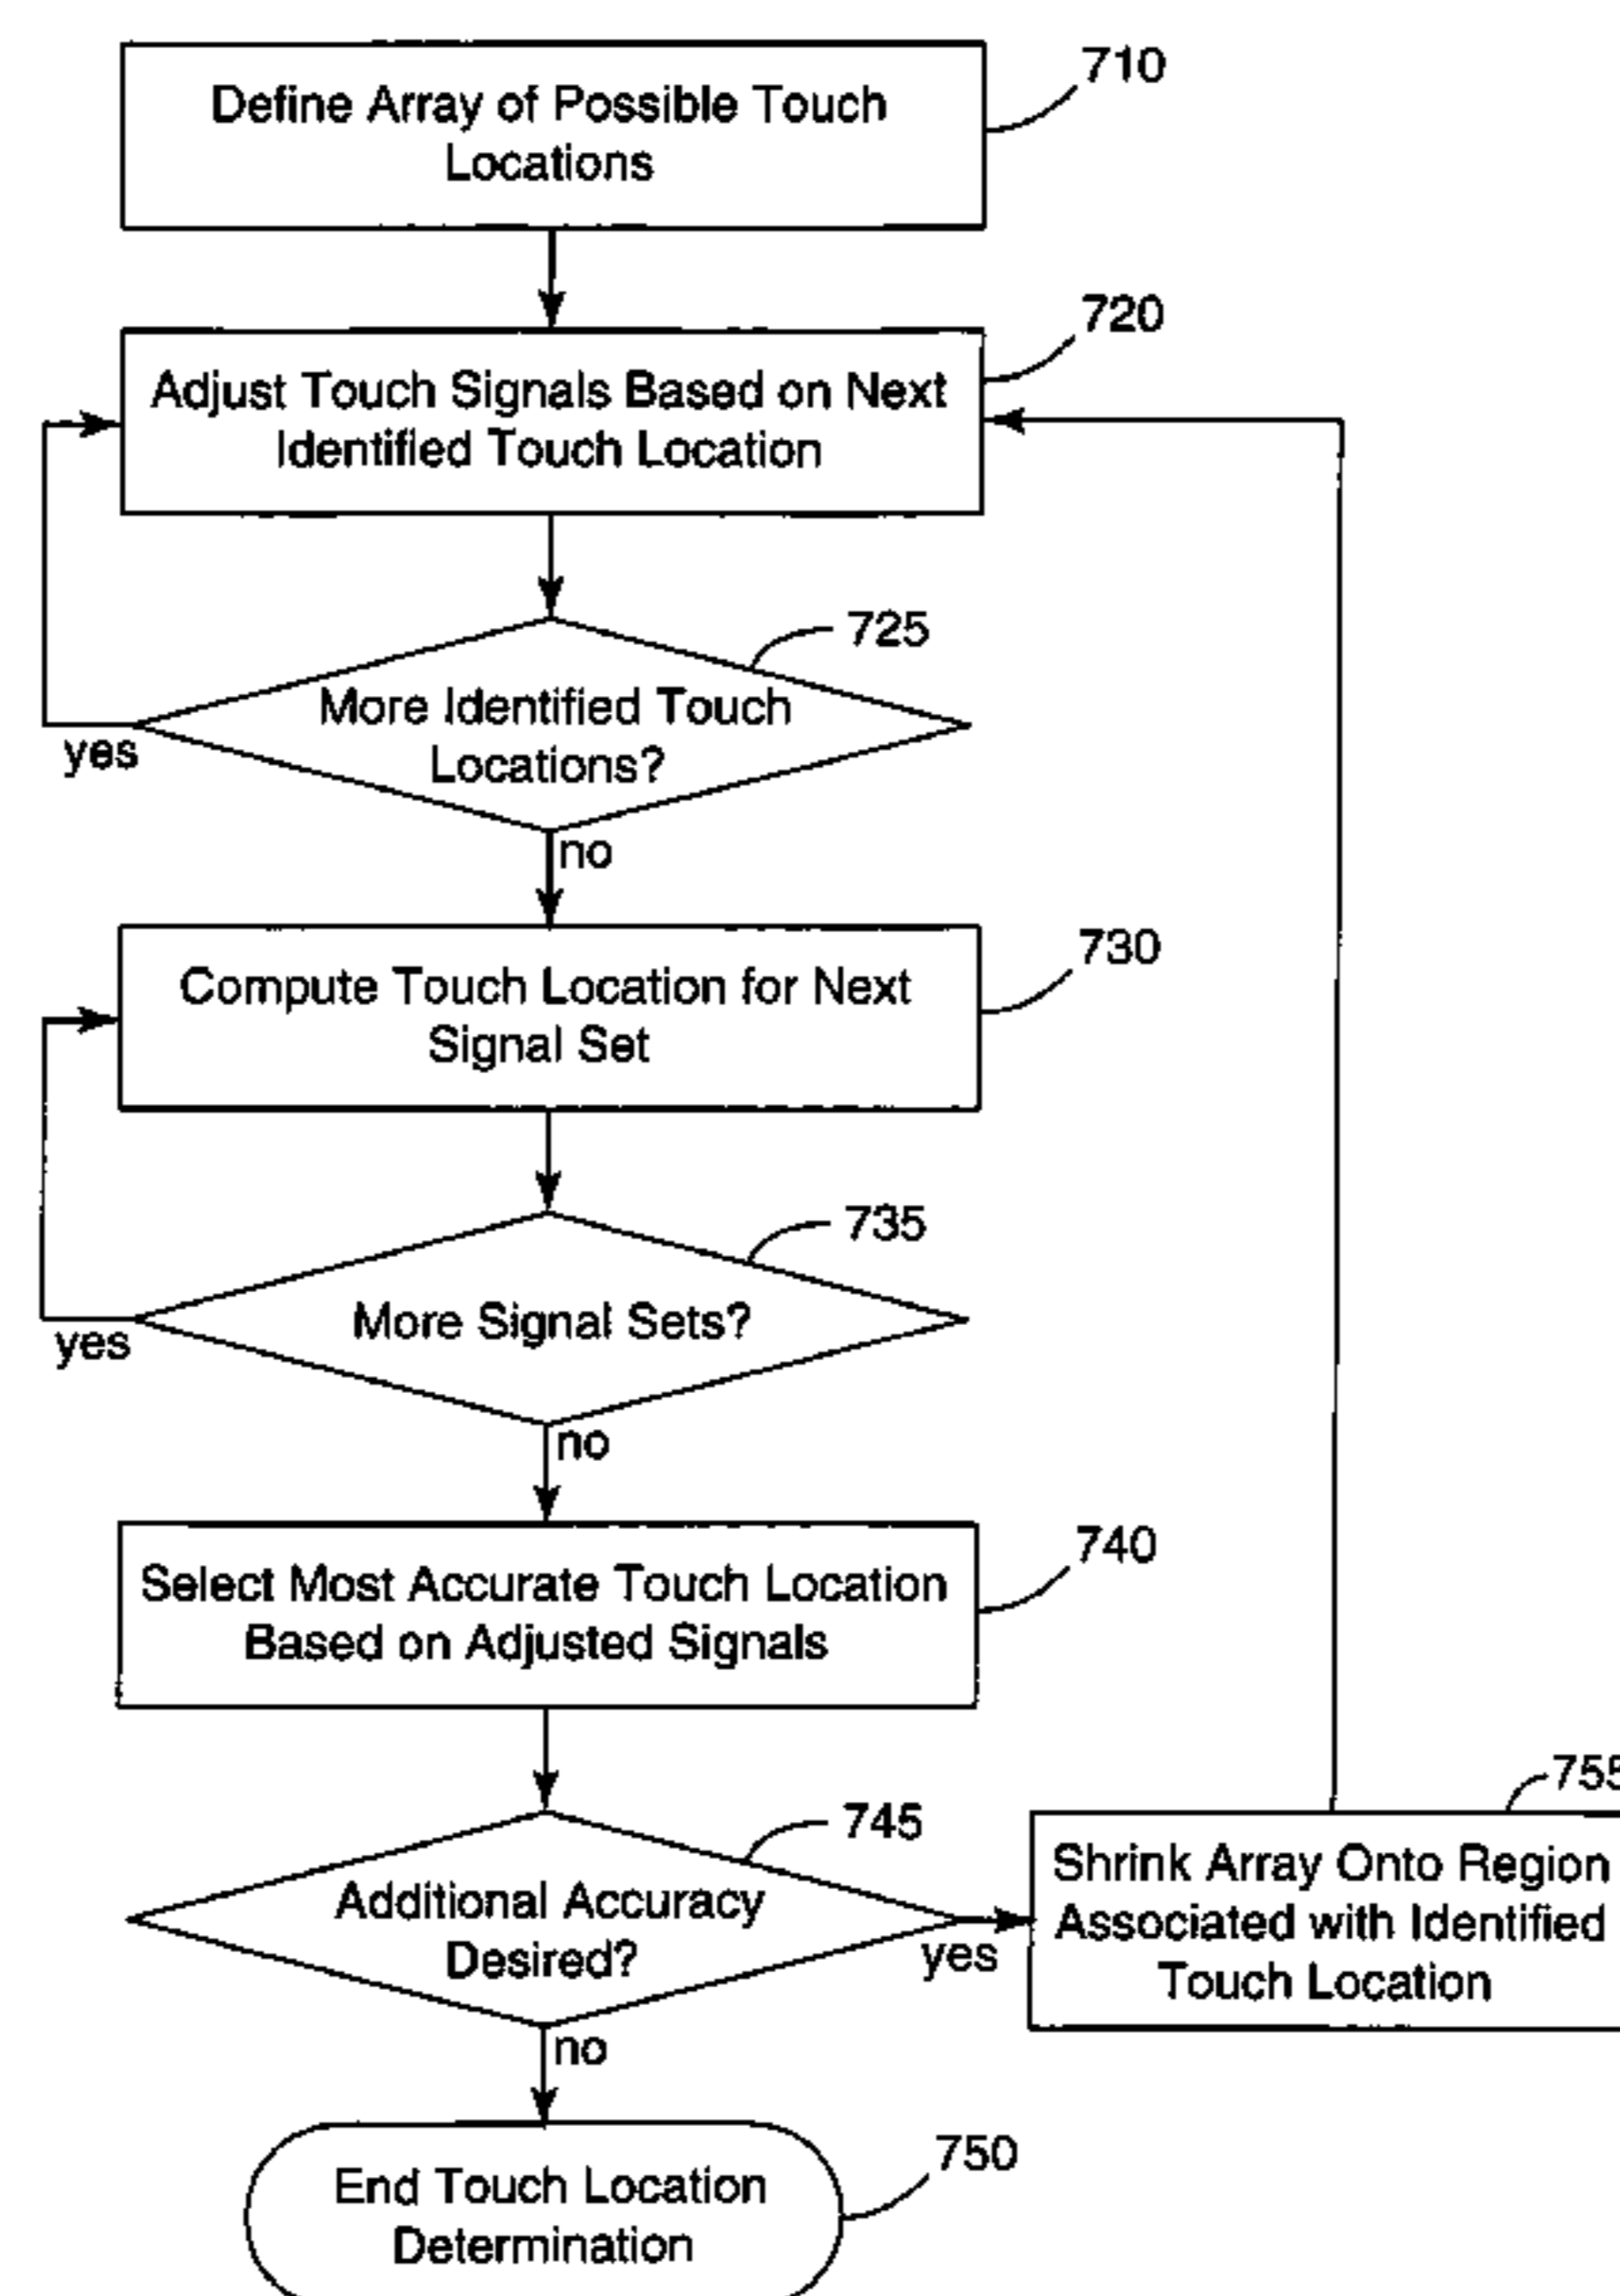 710
Define Array of Possible Touch
Locations
720
Adjust Touch Signals Based on Next
Identified Touch Location
725
More Identified Touch
Locations?
yes
no
730
Compute Touch Location for Next
Signal Set
735
More Signal Sets?
yes
no
740
Select Most Accurate Touch Location
Based on Adjusted Signals
745
755
Additional Accuracy
Desired?
yes
Shrink Array Onto Region
Associated with Identified
Touch Location
no
750
End Touch Location
Determination